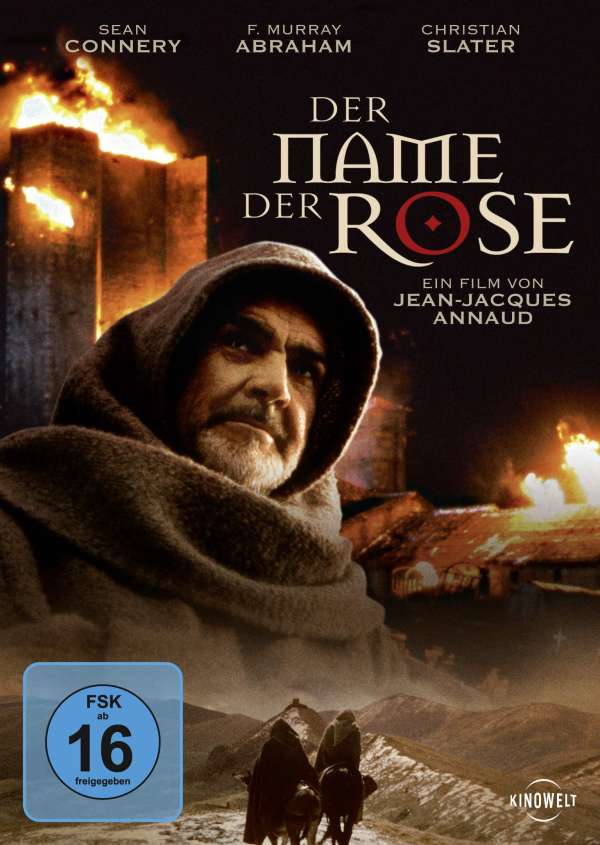 SEAN
CONNERY
F. MURRAY
ABRAHAM
CHRISTIAN
SLATER
DER
NAME
DER ROSE
EIN FILM VON
JEAN-JACQUES
ANNAUD
FSK
ab
16
freigegeben
KINOWELT